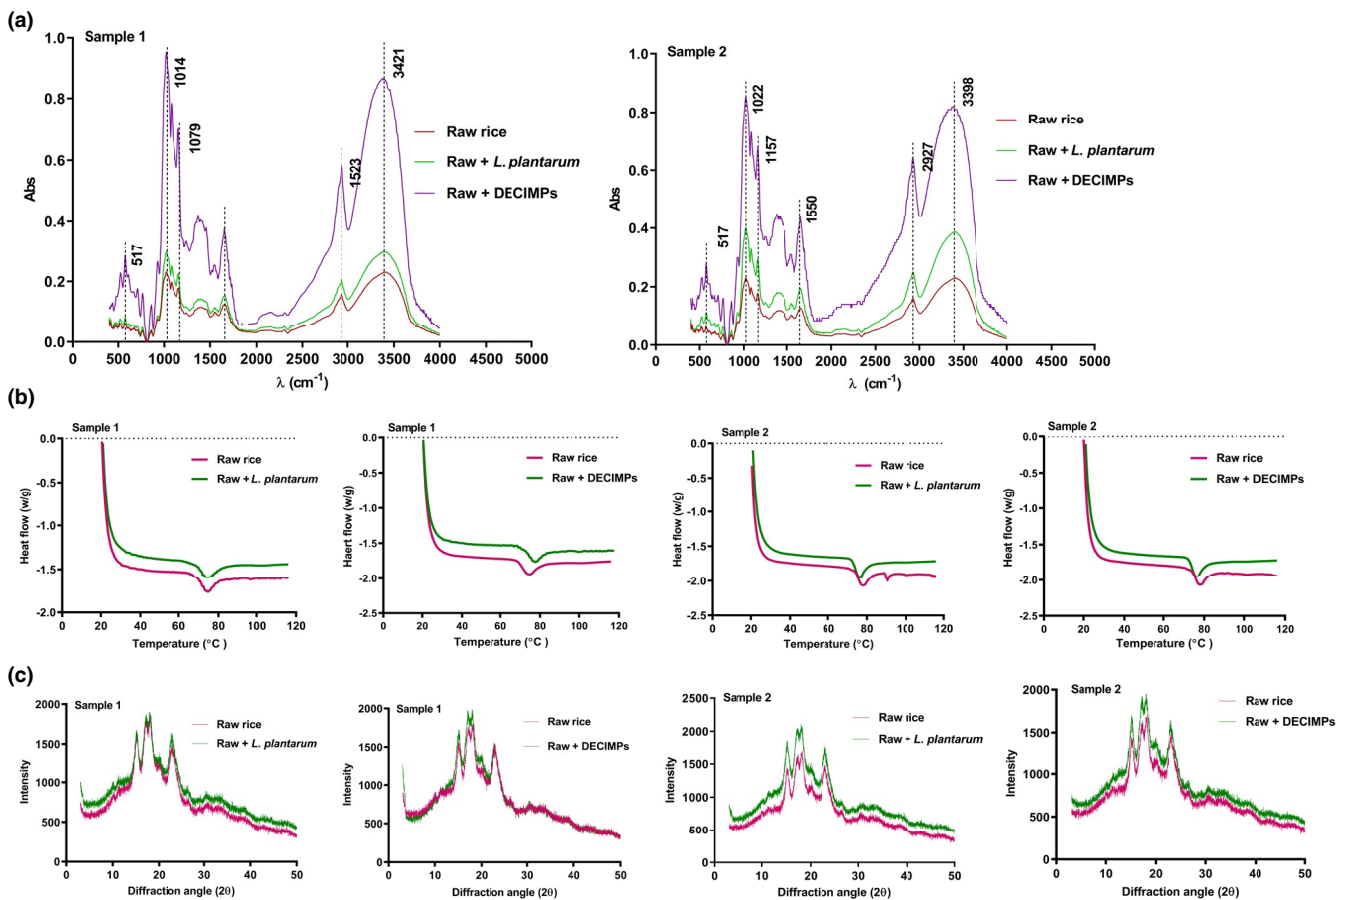 (a)
Sample 1
1.0
0.8
0.6
0.4
0.2
0.0
Abs
517
1014
1079
1523
3421
Raw rice
Raw + L. plantarum
Raw + DECIMPs
0 500 1000 1500 2000 2500 3000 3500 4000 4500 5000
λ (cm-1)
Sample 2
1.0
0.8
0.6
0.4
0.2
0.0
Abs
517
1022
1157
1550
2927
3398
Raw rice
Raw + L. plantarum
Raw + DECIMPs
0 500 1000 1500 2000 2500 3000 3500 4000 4500 5000
λ (cm-1)
(b)
Sample 1
0.0
-0.5
-1.0
-1.5
-2.0
Heat flow (w/g)
Raw rice
Raw + L. plantarum
0 20 40 60 80 100 120
Temperature (°C )
Sample 1
0.0
-0.5
-1.0
-1.5
-2.0
-2.5
Haert flow (w/g)
Raw rice
Raw + DECIMPs
0 20 40 60 80 100 120
Temperature (°C )
Sample 2
0.0
-0.5
-1.0
-1.5
-2.0
-2.5
Heat flow (w/g)
Raw rice
Raw + L. plantarum
0 20 40 60 80 100 120
Temperature (°C )
Sample 2
0.0
-0.5
-1.0
-1.5
-2.0
-2.5
Heat flow (w/g)
Raw rice
Raw + DECIMPs
0 20 40 60 80 100 120
Temperature (°C )
(c)
Sample 1
2000
1500
1000
500
0
Intensity
Raw rice
Raw + L. plantarum
0 10 20 30 40 50
Diffraction angle (2θ)
Sample 1
2000
1500
1000
500
0
Intensity
Raw rice
Raw + DECIMPs
0 10 20 30 40 50
Diffraction angle (2θ)
Sample 2
2500
2000
1500
1000
500
0
Intensity
Raw rice
Raw + L. plantarum
0 10 20 30 40 50
Diffraction angle (2θ)
Sample 2
2000
1500
1000
500
0
Intensity
Raw rice
Raw + DECIMPs
0 10 20 30 40 50
Diffraction angle (2θ)